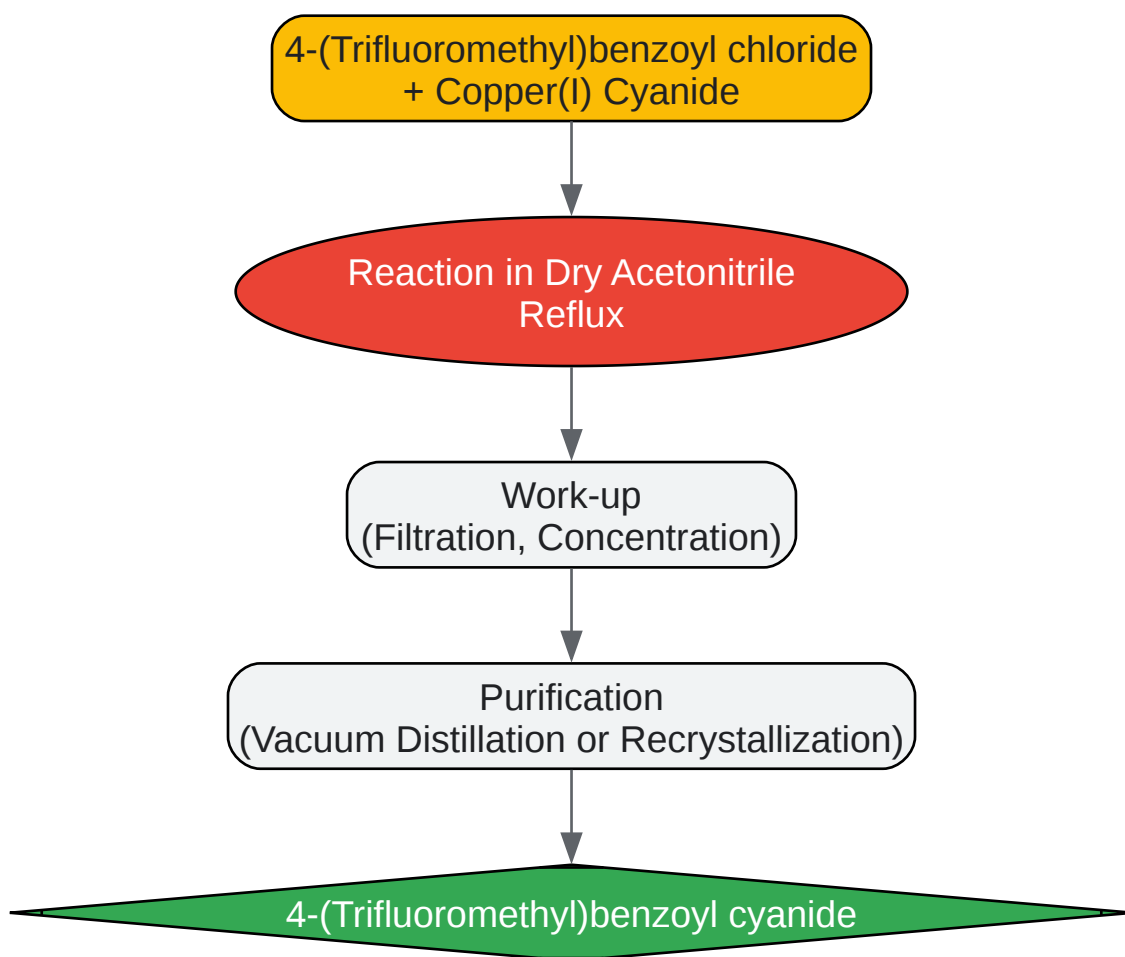 4-(Trifluoromethyl)benzoyl chloride
+ Copper(I) Cyanide
Reaction in Dry Acetonitrile
Reflux
Work-up
(Filtration, Concentration)
Purification
(Vacuum Distillation or Recrystallization)
4-(Trifluoromethyl)benzoyl cyanide